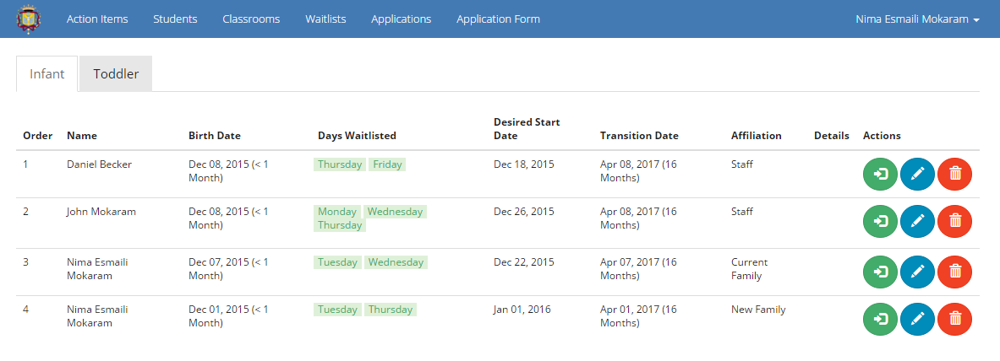 Action Items Students Classrooms Waitlists Applications Application Form Nima Esmaili Mokaram
Infant Toddler
Order Name Birth Date Days Waitlisted Desired Start Date Transition Date Affiliation Details Actions
1 Daniel Becker Dec 08, 2015 (< 1 Month) Thursday Friday Dec 18, 2015 Apr 08, 2017 (16 Months) Staff
2 John Mokaram Dec 08, 2015 (< 1 Month) Monday Wednesday Thursday Dec 26, 2015 Apr 08, 2017 (16 Months) Staff
3 Nima Esmaili Mokaram Dec 07, 2015 (< 1 Month) Tuesday Wednesday Dec 22, 2015 Apr 07, 2017 (16 Months) Current Family
4 Nima Esmaili Mokaram Dec 01, 2015 (< 1 Month) Tuesday Thursday Jan 01, 2016 Apr 01, 2017 (16 Months) New Family